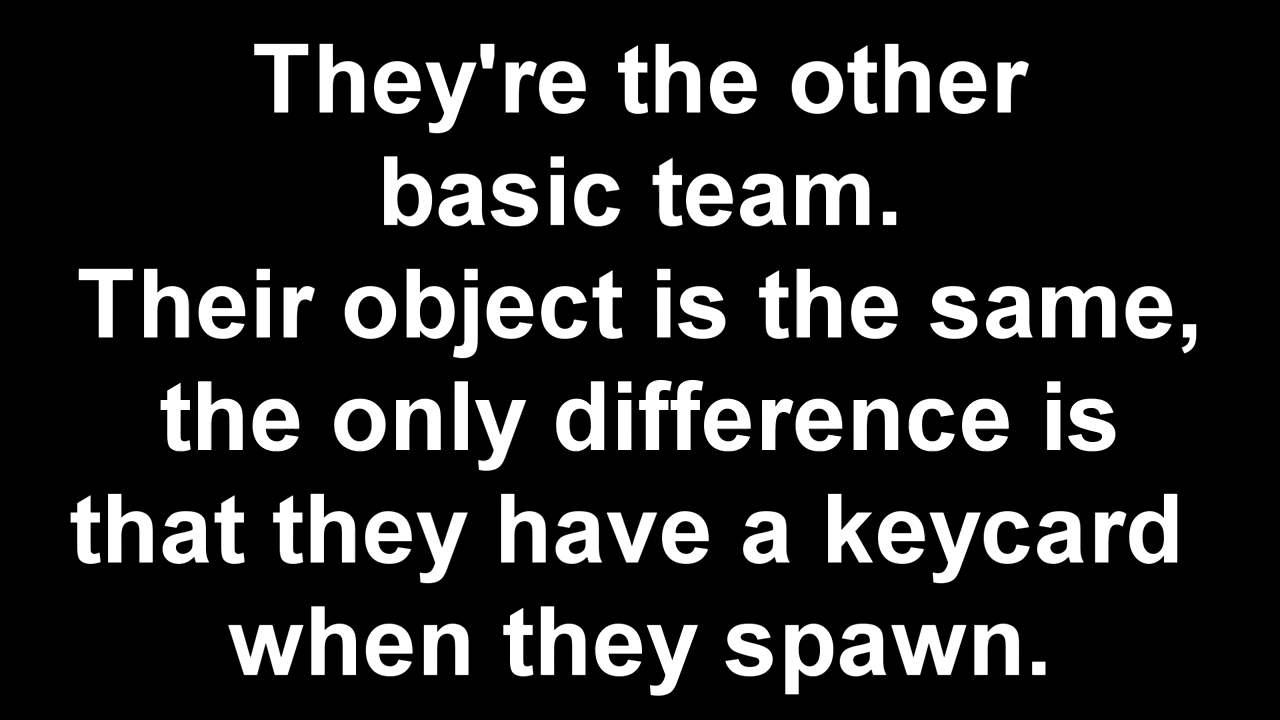 They're the other
basic team.
Their object is the same,
the only difference is
that they have a keycard
when they spawn.